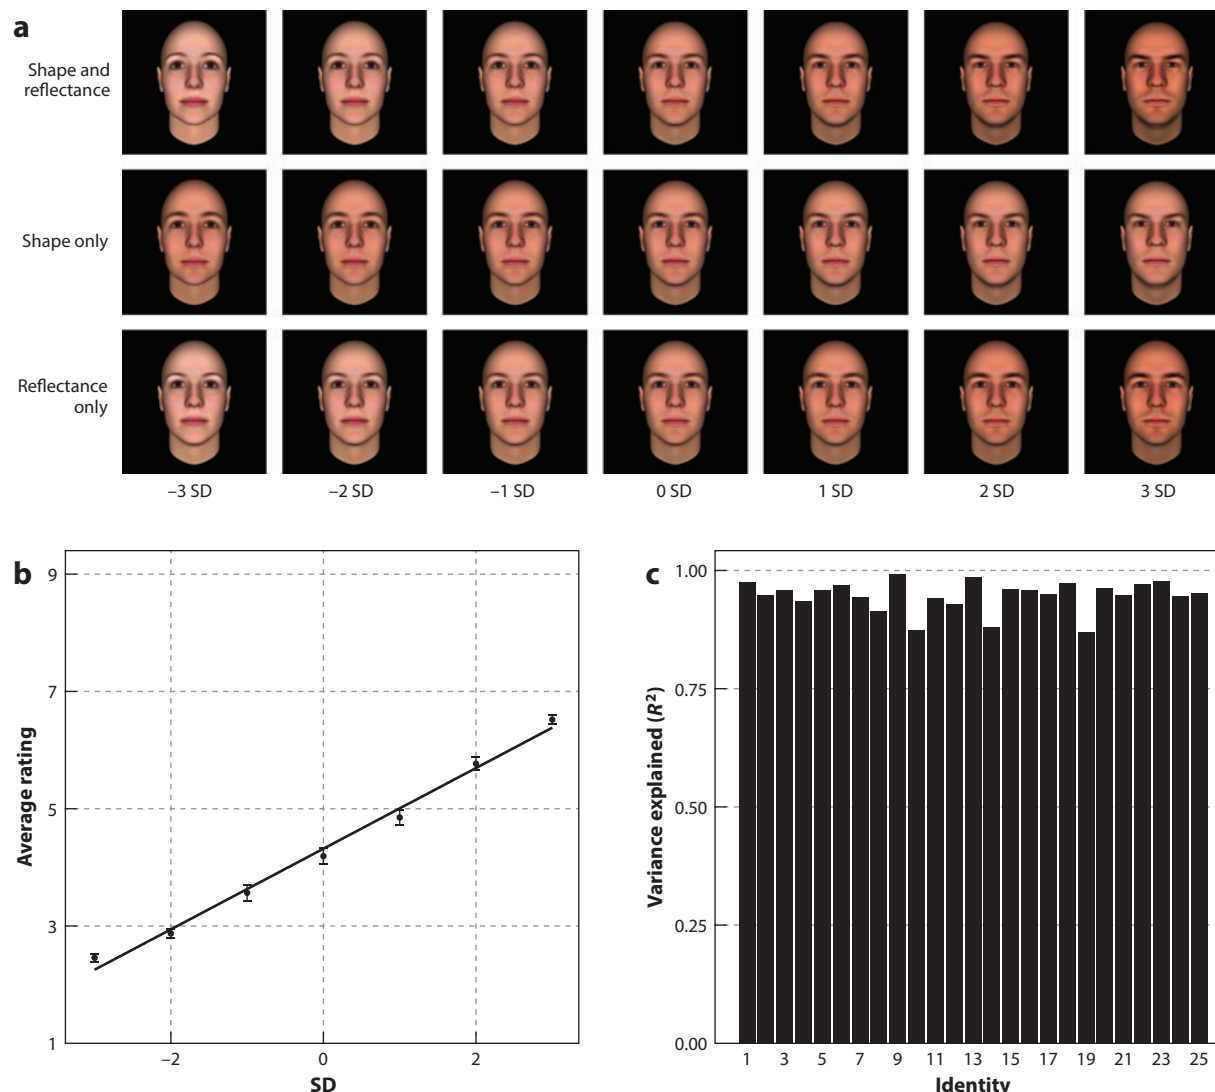 a
Shape and
reflectance
Shape only
Reflectance
only
–3 SD
–2 SD
–1 SD
0 SD
1 SD
2 SD
3 SD
b
9
7
5
3
1
Average rating
–2
0
2
SD
c
1.00
0.75
0.50
0.25
0.00
Variance explained (R²)
1
3
5
7
9
11
13
15
17
19
21
23
25
Identity